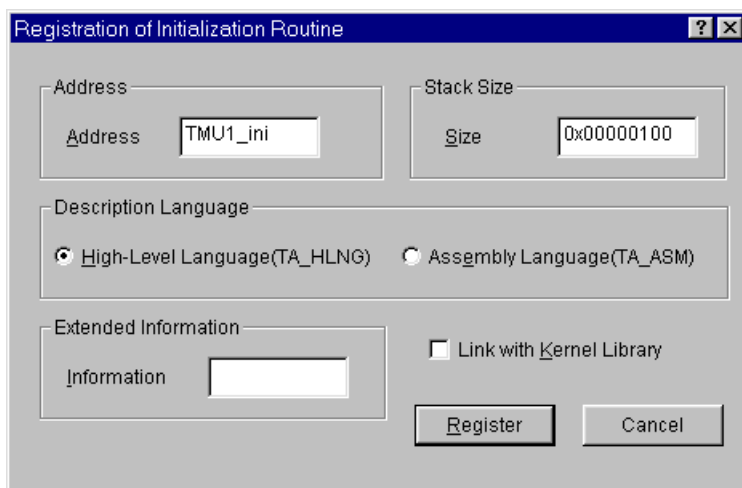 Registration of Initialization Routine
Address
Stack Size
Address TMU1_ini
Size 0x00000100
Description Language
High-Level Language(TA_HLNG)
Assembly Language(TA_ASM)
Extended Information
Information
Link with Kernel Library
Register
Cancel